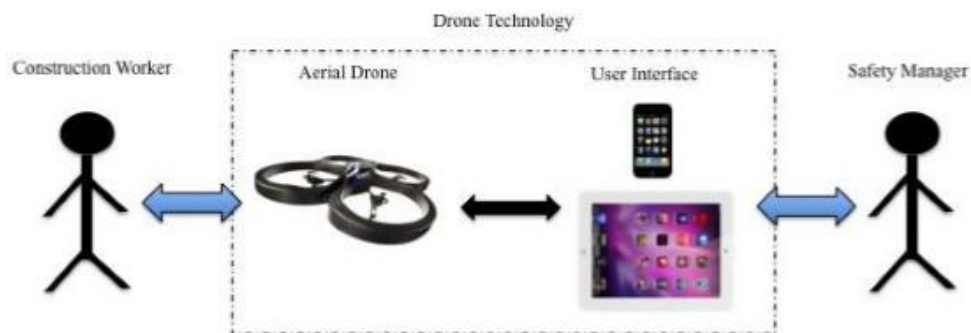 Drone Technology
Construction Worker
Aerial Drone
User Interface
Safety Manager